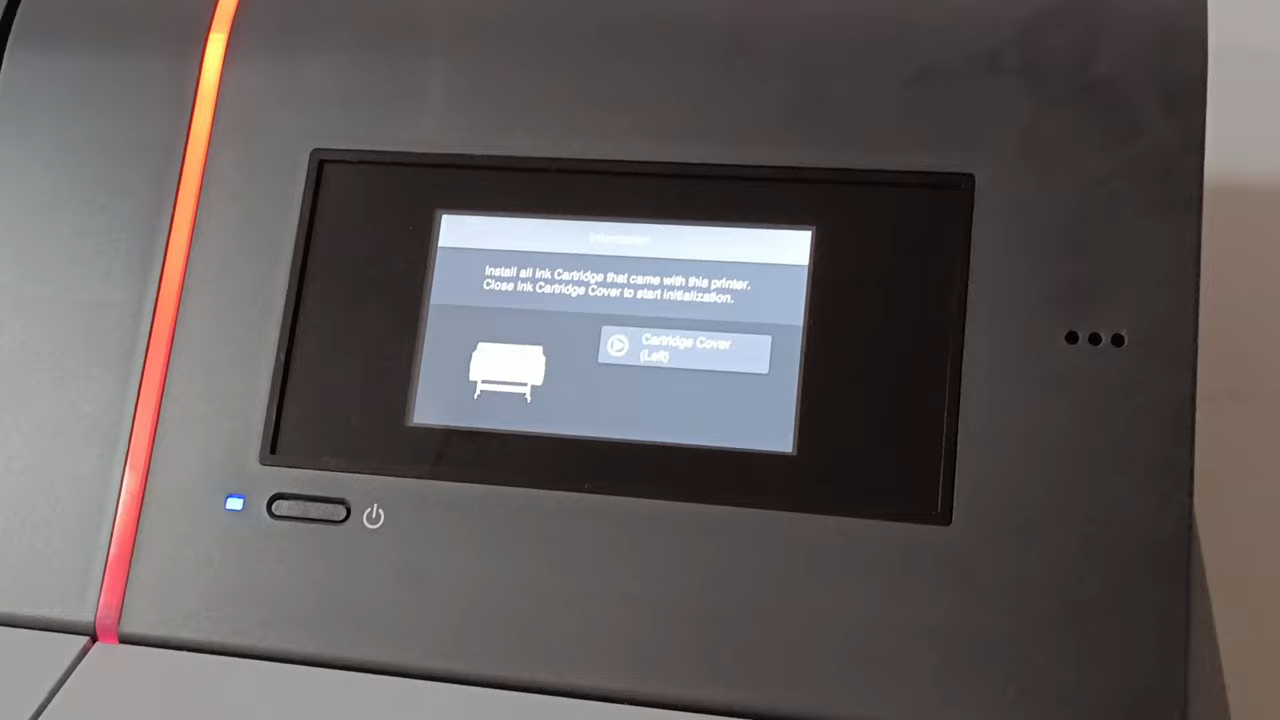 Information
Install all Ink Cartridge that came with this printer.
Close Ink Cartridge Cover to start initialization.
Cartridge Cover
(Left)